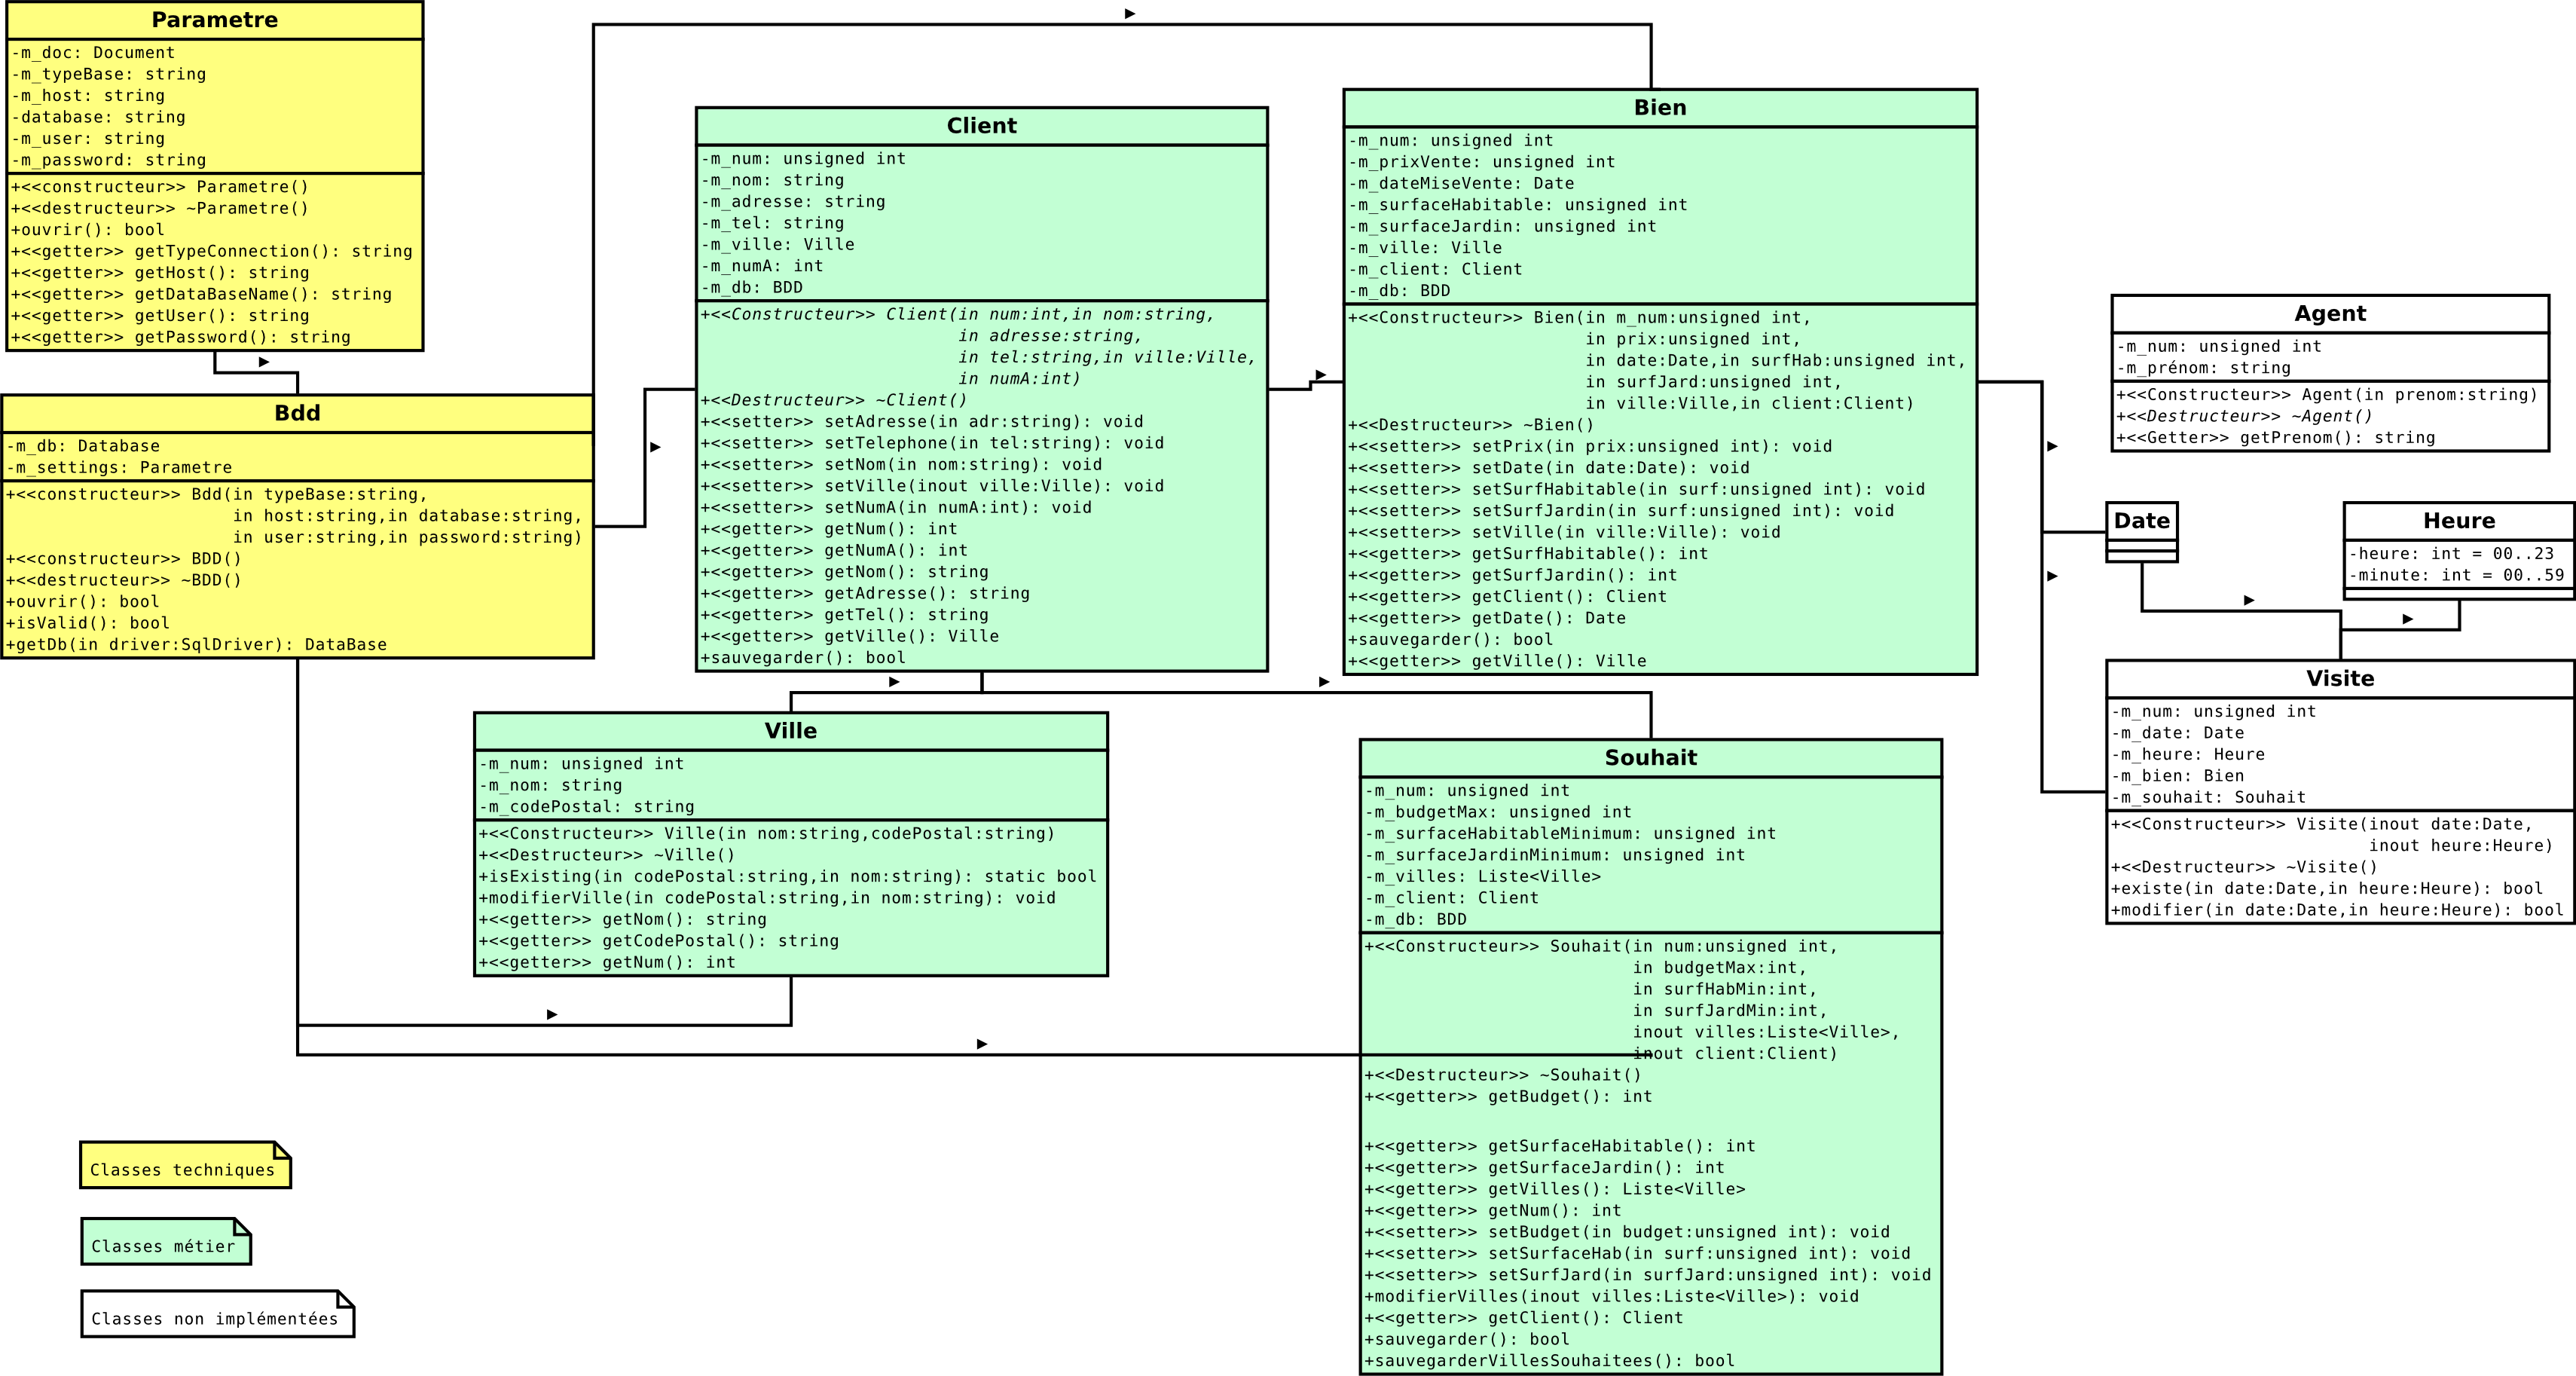 Parametre
-m_doc: Document
-m_typeBase: string
-m_host: string
-database: string
-m_user: string
-m_password: string
+<<constructeur>> Parametre()
+<<destructeur>> ~Parametre()
+ouvrir(): bool
+<<getter>> getTypeConnection(): string
+<<getter>> getHost(): string
+<<getter>> getDataBaseName(): string
+<<getter>> getUser(): string
+<<getter>> getPassword(): string
Bdd
-m_db: Database
-m_settings: Parametre
+<<constructeur>> Bdd(in typeBase:string,
in host:string,in database:string,
in user:string,in password:string)
+<<constructeur>> BDD()
+<<destructeur>> ~BDD()
+ouvrir(): bool
+isValid(): bool
+getDb(in driver:SqlDriver): DataBase
Client
-m_num: unsigned int
-m_nom: string
-m_adresse: string
-m_tel: string
-m_ville: Ville
-m_numA: int
-m_db: BDD
+<<Constructeur>> Client(in num:int,in nom:string,
in adresse:string,
in tel:string,in ville:Ville,
in numA:int)
+<<Destructeur>> ~Client()
+<<setter>> setAdresse(in adr:string): void
+<<setter>> setTelephone(in tel:string): void
+<<setter>> setNom(in nom:string): void
+<<setter>> setVille(inout ville:Ville): void
+<<setter>> setNumA(in numA:int): void
+<<getter>> getNum(): int
+<<getter>> getNumA(): int
+<<getter>> getNom(): string
+<<getter>> getAdresse(): string
+<<getter>> getTel(): string
+<<getter>> getVille(): Ville
+sauvegarder(): bool
Bien
-m_num: unsigned int
-m_prixVente: unsigned int
-m_dateMiseVente: Date
-m_surfaceHabitable: unsigned int
-m_surfaceJardin: unsigned int
-m_ville: Ville
-m_client: Client
-m_db: BDD
+<<Constructeur>> Bien(in m_num:unsigned int,
in prix:unsigned int,
in date:Date,in surfHab:unsigned int,
in surfJard:unsigned int,
in ville:Ville,in client:Client)
+<<Destructeur>> ~Bien()
+<<setter>> setPrix(in prix:unsigned int): void
+<<setter>> setDate(in date:Date): void
+<<setter>> setSurfHabitable(in surf:unsigned int): void
+<<setter>> setSurfJardin(in surf:unsigned int): void
+<<setter>> setVille(in ville:Ville): void
+<<getter>> getSurfHabitable(): int
+<<getter>> getSurfJardin(): int
+<<getter>> getClient(): Client
+<<getter>> getDate(): Date
+sauvegarder(): bool
+<<getter>> getVille(): Ville
Agent
-m_num: unsigned int
-m_prénom: string
+<<Constructeur>> Agent(in prenom:string)
+<<Destructeur>> ~Agent()
+<<Getter>> getPrenom(): string
Date
Heure
-heure: int = 00..23
-minute: int = 00..59
Visite
-m_num: unsigned int
-m_date: Date
-m_heure: Heure
-m_bien: Bien
-m_souhait: Souhait
+<<Constructeur>> Visite(inout date:Date,
inout heure:Heure)
+<<Destructeur>> ~Visite()
+existe(in date:Date,in heure:Heure): bool
+modifier(in date:Date,in heure:Heure): bool
Ville
-m_num: unsigned int
-m_nom: string
-m_codePostal: string
+<<Constructeur>> Ville(in nom:string,codePostal:string)
+<<Destructeur>> ~Ville()
+isExisting(in codePostal:string,in nom:string): static bool
+modifierVille(in codePostal:string,in nom:string): void
+<<getter>> getNom(): string
+<<getter>> getCodePostal(): string
+<<getter>> getNum(): int
Souhait
-m_num: unsigned int
-m_budgetMax: unsigned int
-m_surfaceHabitableMinimum: unsigned int
-m_surfaceJardinMinimum: unsigned int
-m_villes: Liste<Ville>
-m_client: Client
-m_db: BDD
+<<Constructeur>> Souhait(in num:unsigned int,
in budgetMax:int,
in surfHabMin:int,
in surfJardMin:int,
inout villes:Liste<Ville>,
inout client:Client)
+<<Destructeur>> ~Souhait()
+<<getter>> getBudget(): int
+<<getter>> getSurfaceHabitable(): int
+<<getter>> getSurfaceJardin(): int
+<<getter>> getVilles(): Liste<Ville>
+<<getter>> getNum(): int
+<<setter>> setBudget(in budget:unsigned int): void
+<<setter>> setSurfaceHab(in surf:unsigned int): void
+<<setter>> setSurfJard(in surfJard:unsigned int): void
+modifierVilles(inout villes:Liste<Ville>): void
+<<getter>> getClient(): Client
+sauvegarder(): bool
+sauvegarderVillesSouhaitees(): bool
Classes techniques
Classes métier
Classes non implémentées